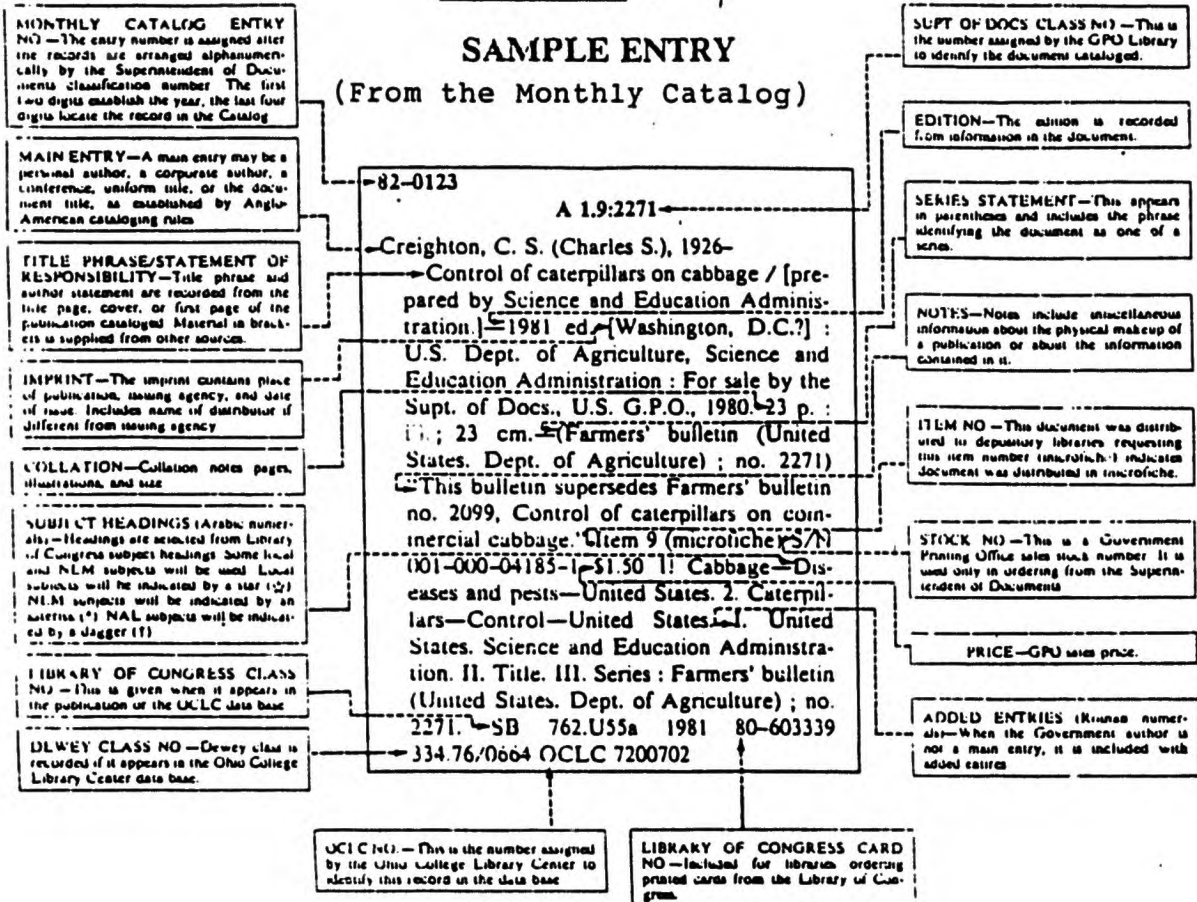 SAMPLE ENTRY
(From the Monthly Catalog)
MONTHLY CATALOG ENTRY
NO —The entry number is assigned after
the records are arranged alphanumeri-
cally by the Superintendent of Docu-
ments classification number The first
two digits establish the year, the last four
digits locate the record in the Catalog
MAIN ENTRY—A main entry may be a
personal author, a corporate author, a
conference, uniform title, or the docu-
ment title, as established by Anglo-
American cataloging rules
TITLE PHRASE/STATEMENT OF
RESPONSIBILITY—Title phrase and
author statement are recorded from the
title page, cover, or first page of the
publication cataloged Material in brack-
ets is supplied from other sources.
IMPRINT—The imprint contains place
of publication, issuing agency, and date
of issue. Includes name of distributor if
different from issuing agency
COLLATION—Collation notes pages,
illustrations, and size
SUBJECT HEADINGS (Arabic numer-
als)—Headings are selected from Library
of Congress subject headings Some local
and NLM subjects will be used Local
subjects will be indicated by a star (☆)
NLM subjects will be indicated by an
asterisk (*) NAL subjects will be indicat-
ed by a dagger (†)
LIBRARY OF CONGRESS CLASS
NO —This is given when it appears in
the publication or the OCLC data base
DEWEY CLASS NO —Dewey class is
recorded if it appears in the Ohio College
Library Center data base.
82-0123
A 1.9:2271
Creighton, C. S. (Charles S.), 1926–
Control of caterpillars on cabbage / [pre-
pared by Science and Education Adminis-
tration.]—1981 ed.—[Washington, D.C.?] :
U.S. Dept. of Agriculture, Science and
Education Administration : For sale by the
Supt. of Docs., U.S. G.P.O., 1980. 23 p. :
; 23 cm.—(Farmers' bulletin (United
States. Dept. of Agriculture) ; no. 2271)
"This bulletin supersedes Farmers' bulletin
no. 2099, Control of caterpillars on com-
mercial cabbage." Item 9 (microfiche) S/N
001-000-04185-1 $1.50 1. Cabbage—Dis-
eases and pests—United States. 2. Caterpil-
lars—Control—United States. I. United
States. Science and Education Administra-
tion. II. Title. III. Series : Farmers' bulletin
(United States. Dept. of Agriculture) ; no.
2271. SB 762.U55a 1981 80-603339
334.76/0664 OCLC 7200702
SUPT OF DOCS CLASS NO —This is
the number assigned by the GPO Library
to identify the document cataloged.
EDITION—The edition is recorded
from information in the document.
SERIES STATEMENT—This appears
in parentheses and includes the phrase
identifying the document as one of a
series.
NOTES—Notes include miscellaneous
information about the physical makeup of
a publication or about the information
contained in it.
ITEM NO —This document was distrib-
uted to depository libraries requesting
this item number (microfiche) indicates
document was distributed in microfiche.
STOCK NO —This is a Government
Printing Office sales stock number. It is
used only in ordering from the Superin-
tendent of Documents
PRICE—GPO sales price.
ADDED ENTRIES (Roman numer-
als)—When the Government author is
not a main entry, it is included with
added entires
OCLC NO.—This is the number assigned
by the Ohio College Library Center to
identify this record in the data base
LIBRARY OF CONGRESS CARD
NO —Included for libraries ordering
printed cards from the Library of Con-
gress.